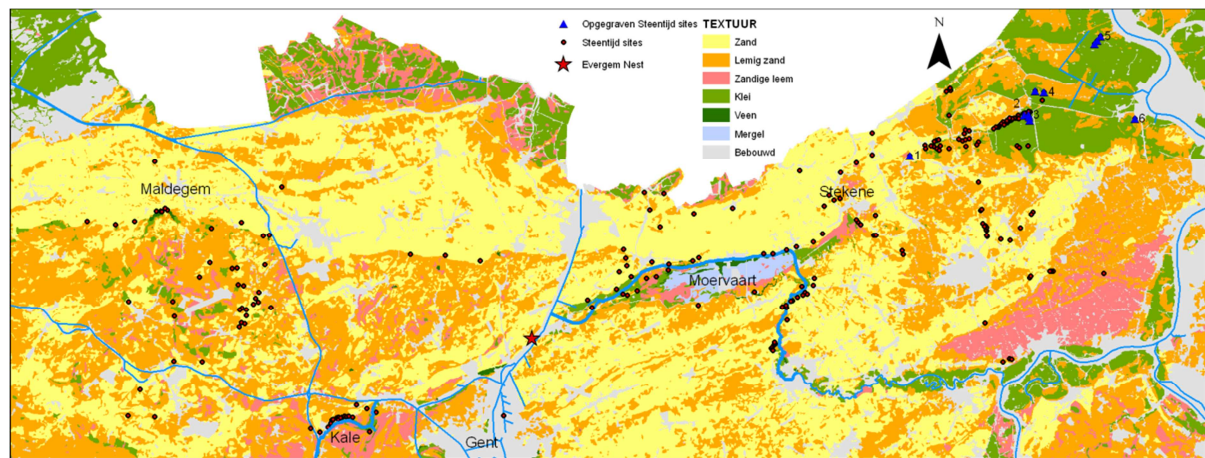 Opgegraven Steentijd sites
Steentijd sites
Evergem Nest
TEXTUUR
Zand
Lemig zand
Zandige leem
Klei
Veen
Mergel
Bebouwd
N
5
4
2
3
6
1
Maldegem
Stekene
Moervaart
Kale
Gent